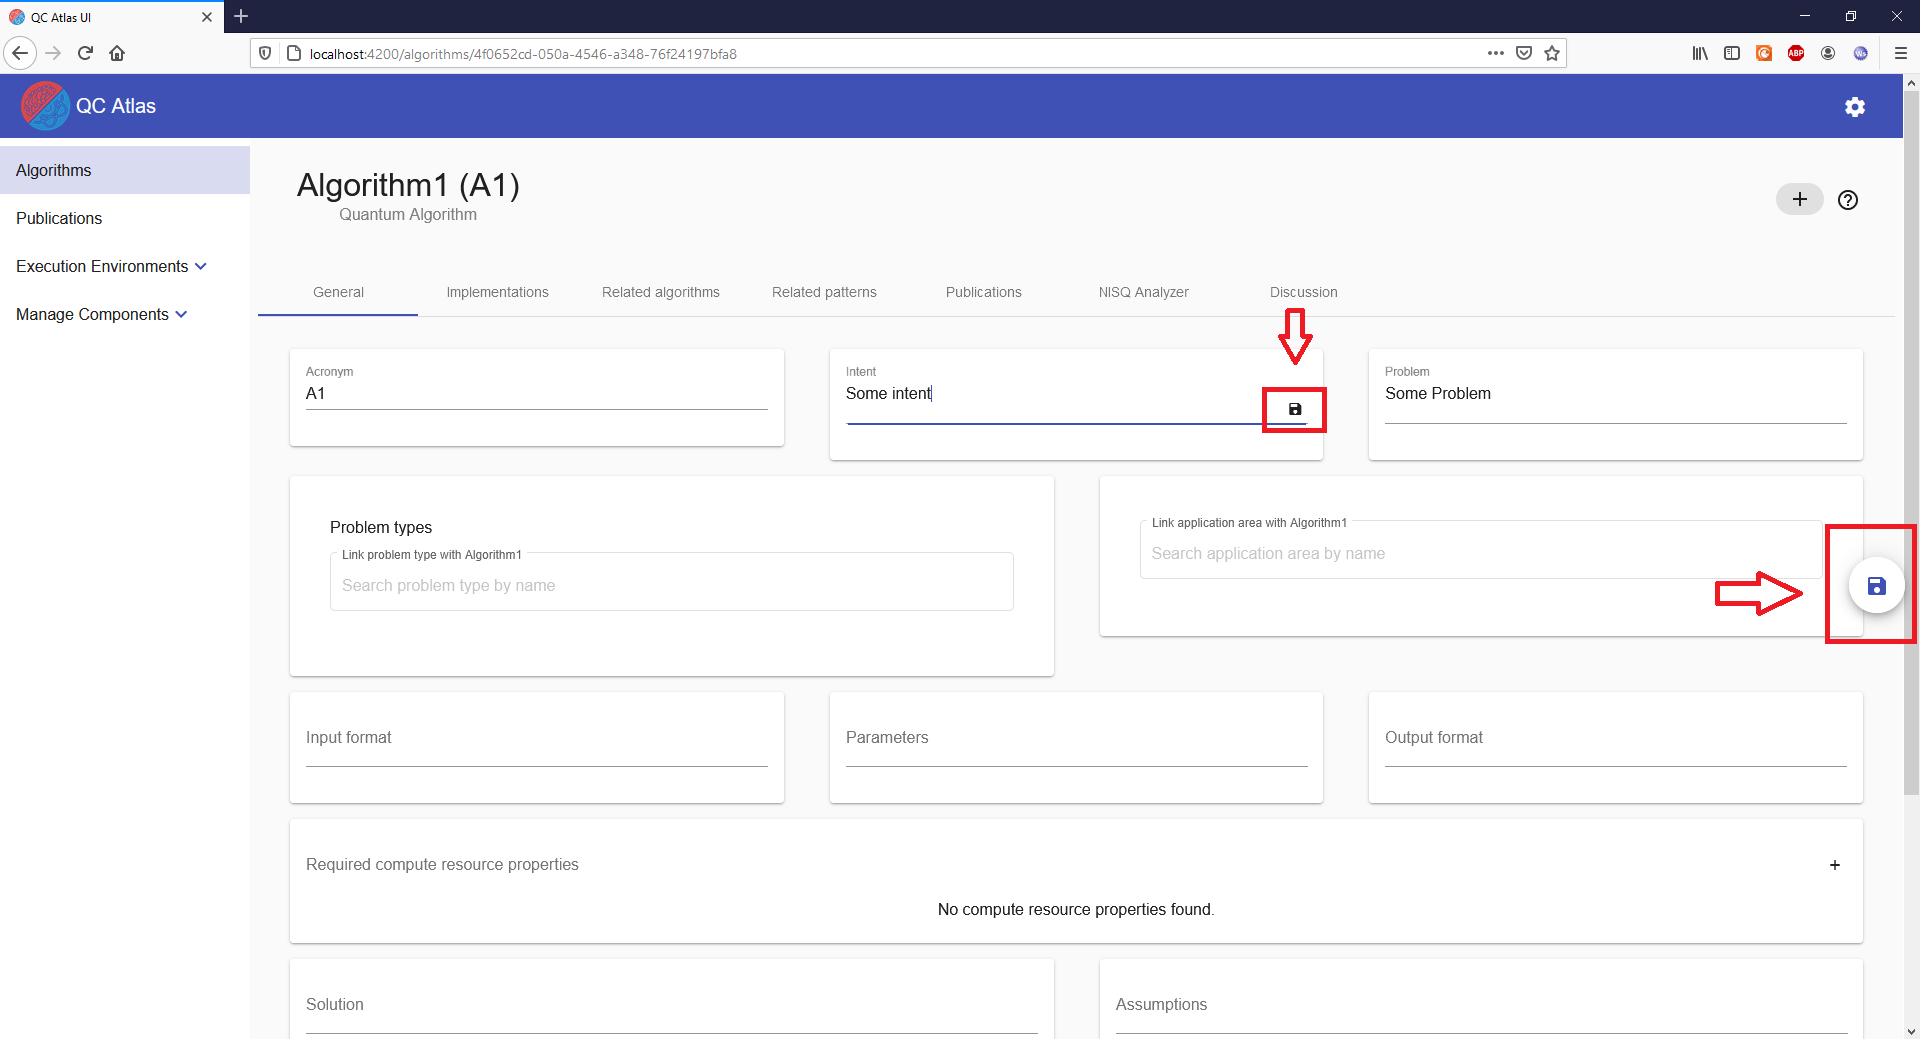 QC Atlas UI
localhost:4200/algorithms/4f0652cd-050a-4546-a348-76f24197bfa8
ABP
QC Atlas
Algorithms
Publications
Execution Environments
Manage Components
Algorithm1 (A1)
Quantum Algorithm
General Implementations Related algorithms Related patterns Publications NISQ Analyzer Discussion
Acronym
A1
Intent
Some intent
Problem
Some Problem
Problem types
Link problem type with Algorithm1
Search problem type by name
Link application area with Algorithm1
Search application area by name
Input format
Parameters
Output format
Required compute resource properties
No compute resource properties found.
Solution
Assumptions